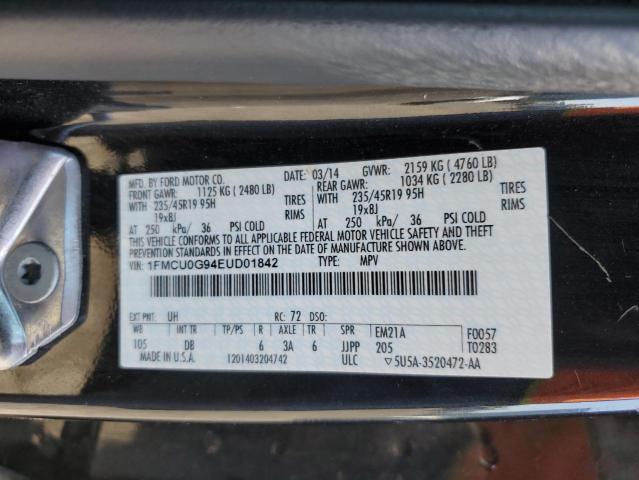 MFD. BY FORD MOTOR CO. DATE: 03/14 GVWR: 2159 KG ( 4760 LB)
FRONT GAWR: 1125 KG ( 2480 LB) REAR GAWR: 1034 KG ( 2280 LB)
WITH 235/45R19 95H TIRES WITH 235/45R19 95H TIRES
19x8J RIMS 19x8J RIMS
AT 250 kPa/ 36 PSI COLD AT 250 kPa/ 36 PSI COLD
THIS VEHICLE CONFORMS TO ALL APPLICABLE FEDERAL MOTOR VEHICLE SAFETY AND THEFT
PREVENTION STANDARDS IN EFFECT ON THE DATE OF MANUFACTURE SHOWN ABOVE.
VIN: 1FMCU0G94EUD01842 TYPE: MPV
EXT PNT: UH RC: 72 DSO:
WB INT TR TP/PS R AXLE TR SPR EM21A F0057
105 DB 6 3A 6 JJPP 205 T0283
MADE IN U.S.A. 1201403204742 ULC ▽5U5A-3520472-AA